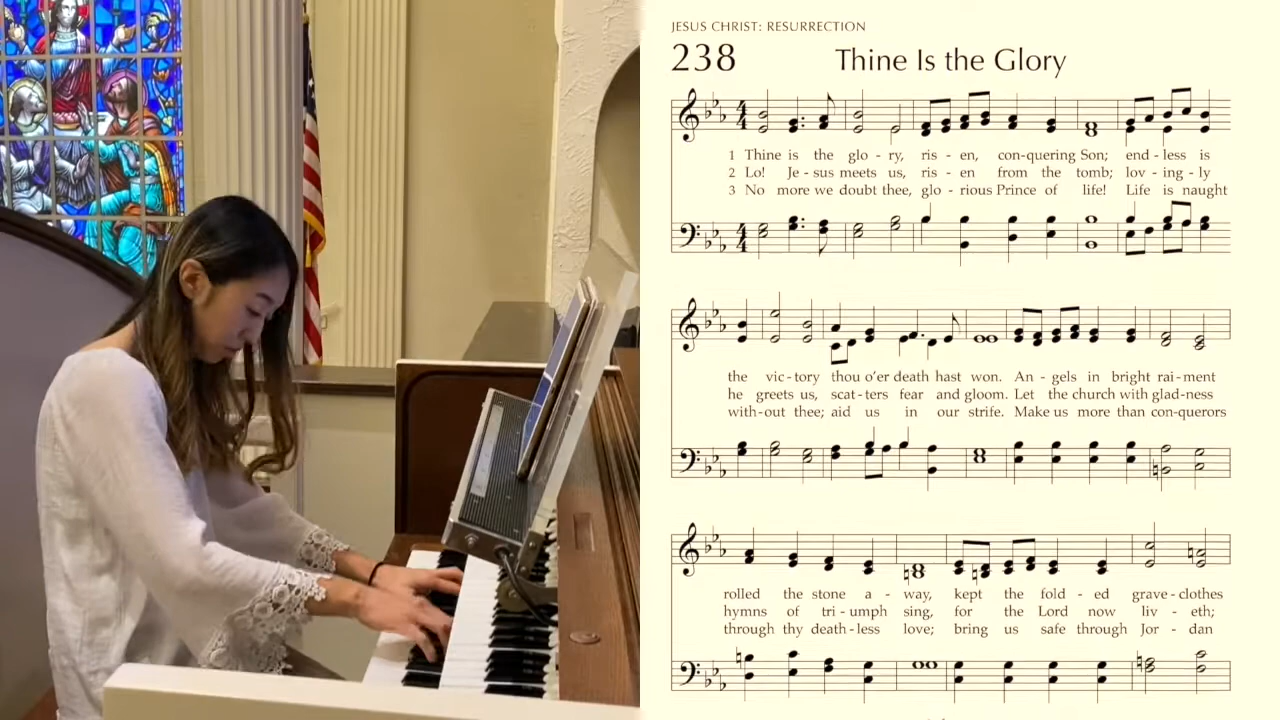 JESUS CHRIST: RESURRECTION
238 Thine Is the Glory
1 Thine is the glo - ry, ris - en, con-quering Son; end - less is
2 Lo! Je - sus meets us, ris - en from the tomb; lov - ing - ly
3 No more we doubt thee, glo - rious Prince of life! Life is naught
the vic - tory thou o'er death hast won. An - gels in bright rai - ment
he greets us, scat - ters fear and gloom. Let the church with glad - ness
with - out thee; aid us in our strife. Make us more than con-querors
rolled the stone a - way, kept the fold - ed grave - clothes
hymns of tri - umph sing, for the Lord now liv - eth;
through thy death - less love; bring us safe through Jor - dan